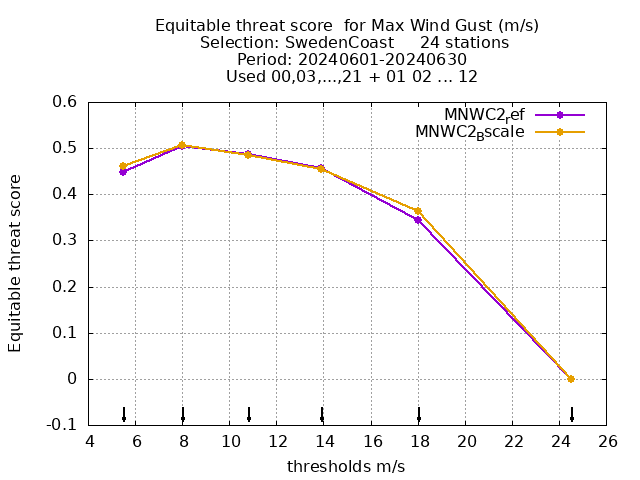 Equitable threat score  for Max Wind Gust (m/s)
Selection: SwedenCoast     24 stations
Period: 20240601-20240630
Used 00,03,...,21 + 01 02 ... 12
MNWC2_ref
MNWC2_Bscale
Equitable threat score
0.6
0.5
0.4
0.3
0.2
0.1
0
-0.1
4 6 8 10 12 14 16 18 20 22 24 26
thresholds m/s